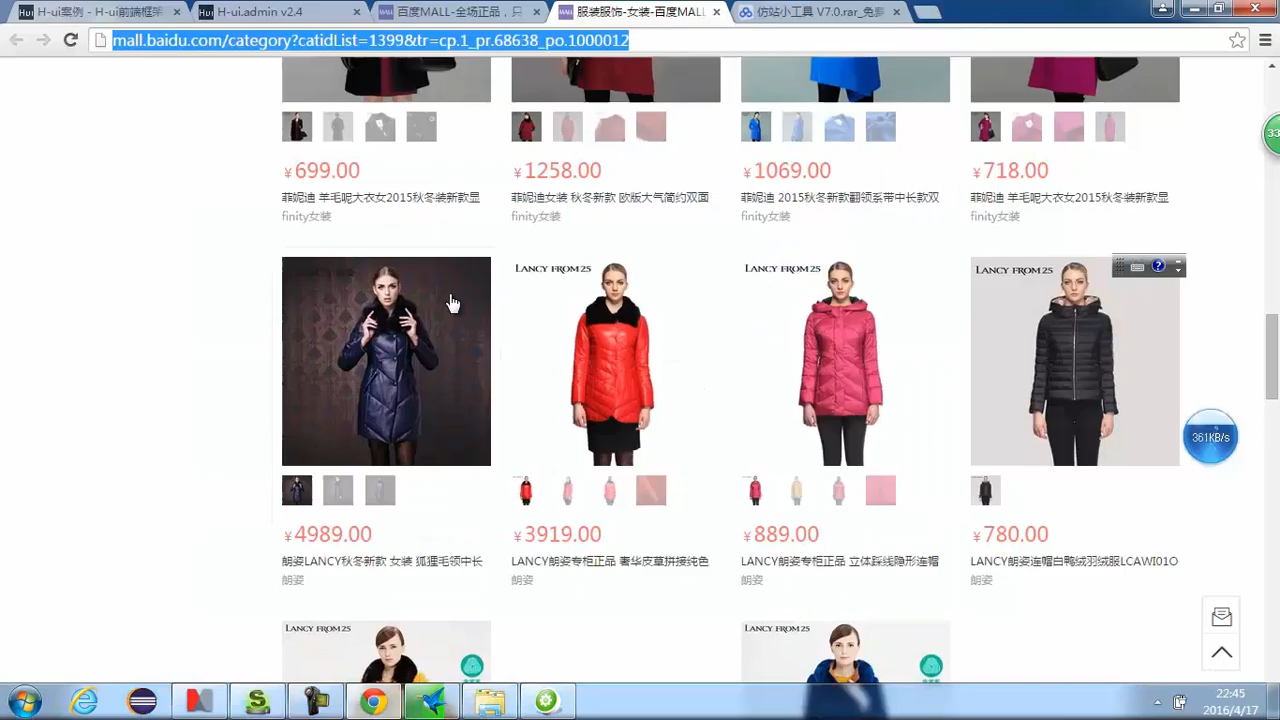 H-ui案例 - H-ui前端框架
H-ui.admin v2.4
百度MALL-全场正品，只
服装服饰-女装-百度MALL
仿站小工具 V7.0.rar_免费
mall.baidu.com/category?catidList=1399&tr=cp.1_pr.68638_po.1000012
¥699.00
¥1258.00
¥1069.00
¥718.00
菲妮迪 羊毛呢大衣女2015秋冬装新款显
菲妮迪女装 秋冬新款 欧版大气简约双面
菲妮迪 2015秋冬新款翻领系带中长款双
菲妮迪 羊毛呢大衣女2015秋冬装新款显
finity女装
finity女装
finity女装
finity女装
LANCY FROM 25
LANCY FROM 25
LANCY FROM 25
33
361KB/s
¥4989.00
¥3919.00
¥889.00
¥780.00
朗姿LANCY秋冬新款 女装 狐狸毛领中长
LANCY朗姿专柜正品 奢华皮草拼接纯色
LANCY朗姿专柜正品 立体踩线隐形连帽
LANCY朗姿连帽白鸭绒羽绒服LCAWI01O
朗姿
朗姿
朗姿
朗姿
LANCY FROM 25
LANCY FROM 25
22:45
2016/4/17